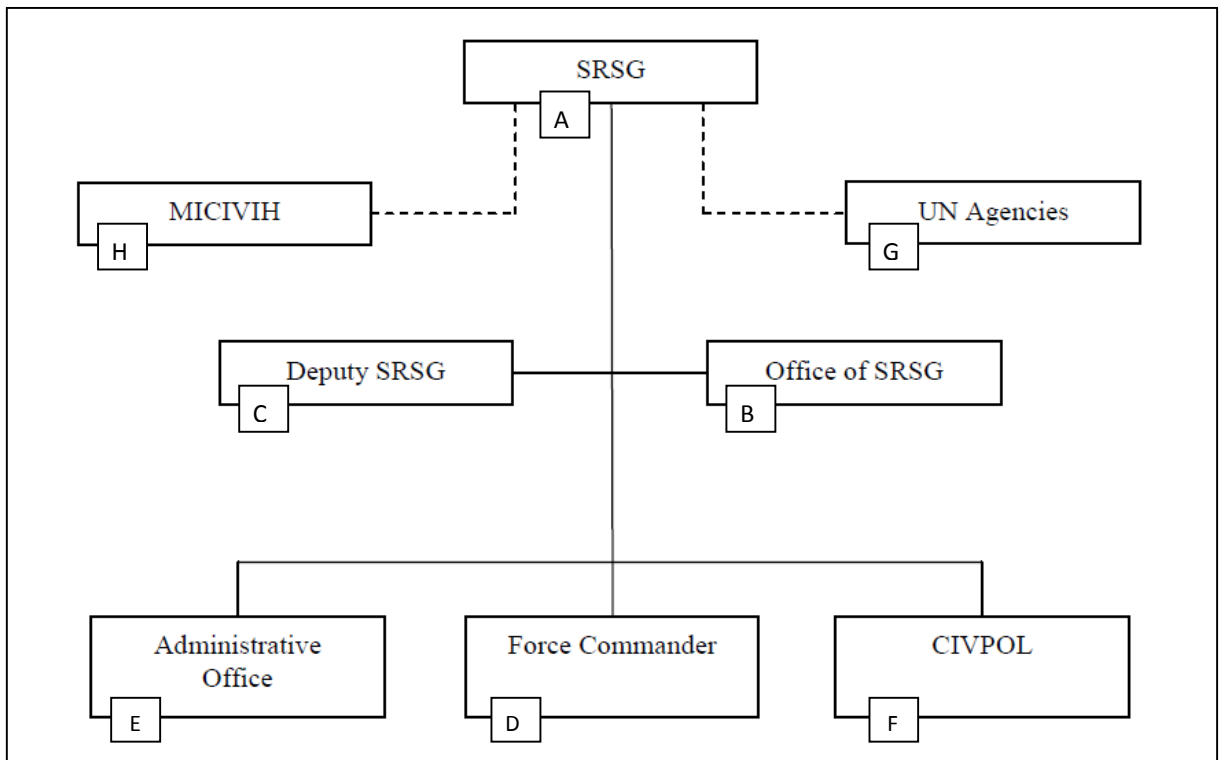 SRSG
A
MICIVIH
H
UN Agencies
G
Deputy SRSG
C
Office of SRSG
B
Administrative
Office
E
Force Commander
D
CIVPOL
F